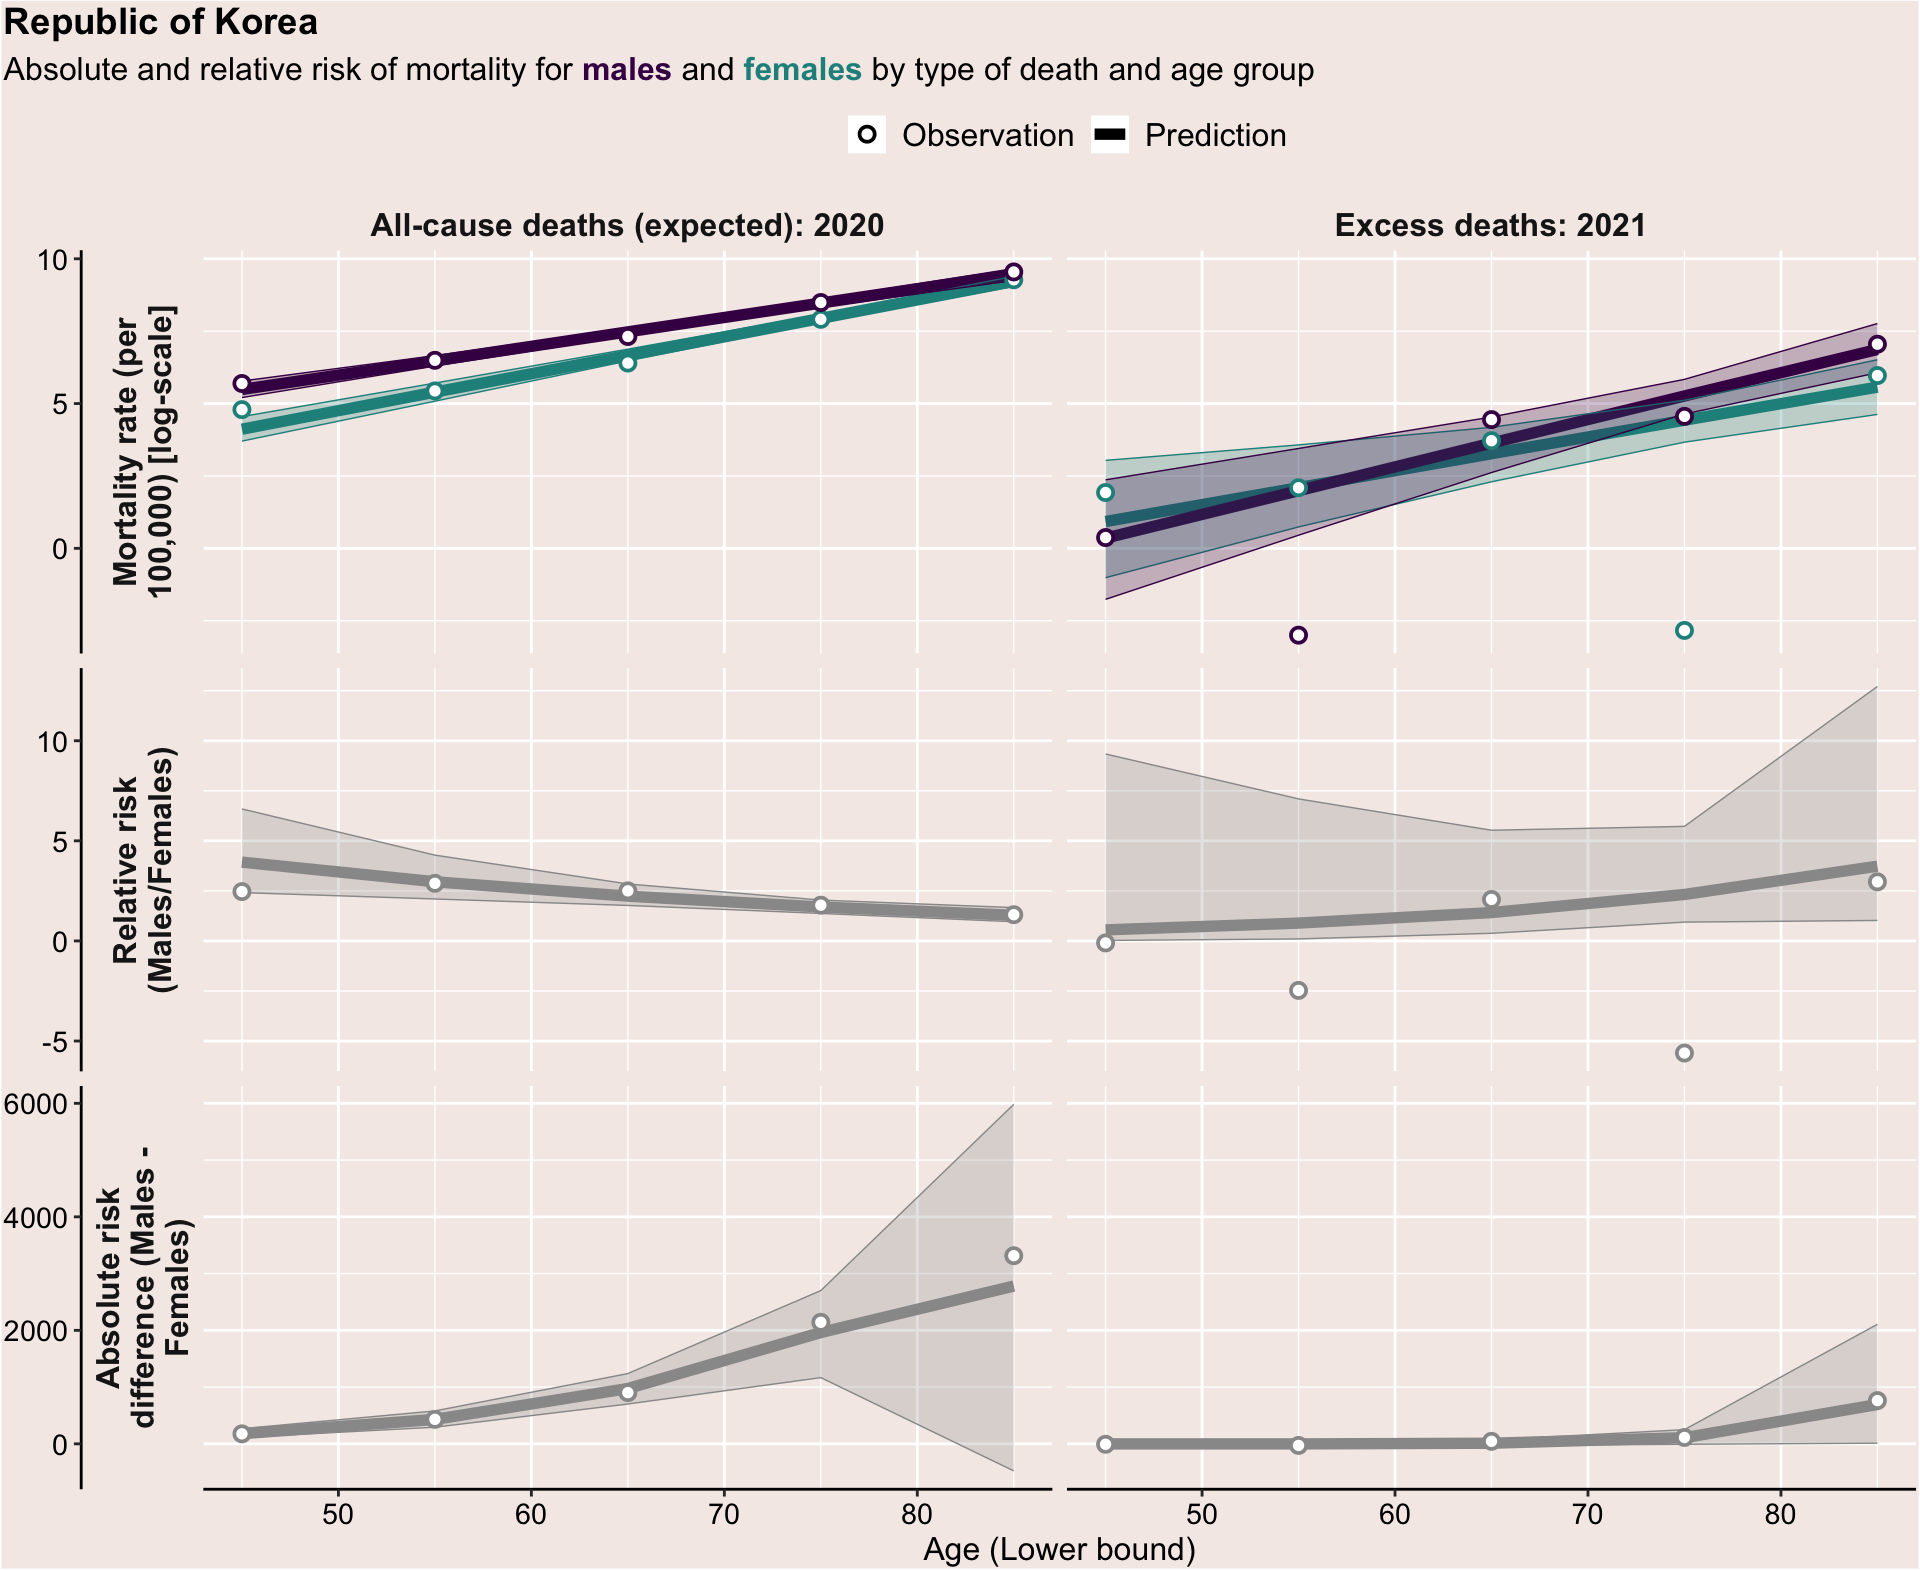 Republic of Korea
Absolute and relative risk of mortality for males and females by type of death and age group
Observation Prediction
All-cause deaths (expected): 2020
Excess deaths: 2021
Mortality rate (per
100,000) [log-scale]
10
5
0
Relative risk
(Males/Females)
10
5
0
-5
Absolute risk
difference (Males -
Females)
6000
4000
2000
0
50 60 70 80
50 60 70 80
Age (Lower bound)